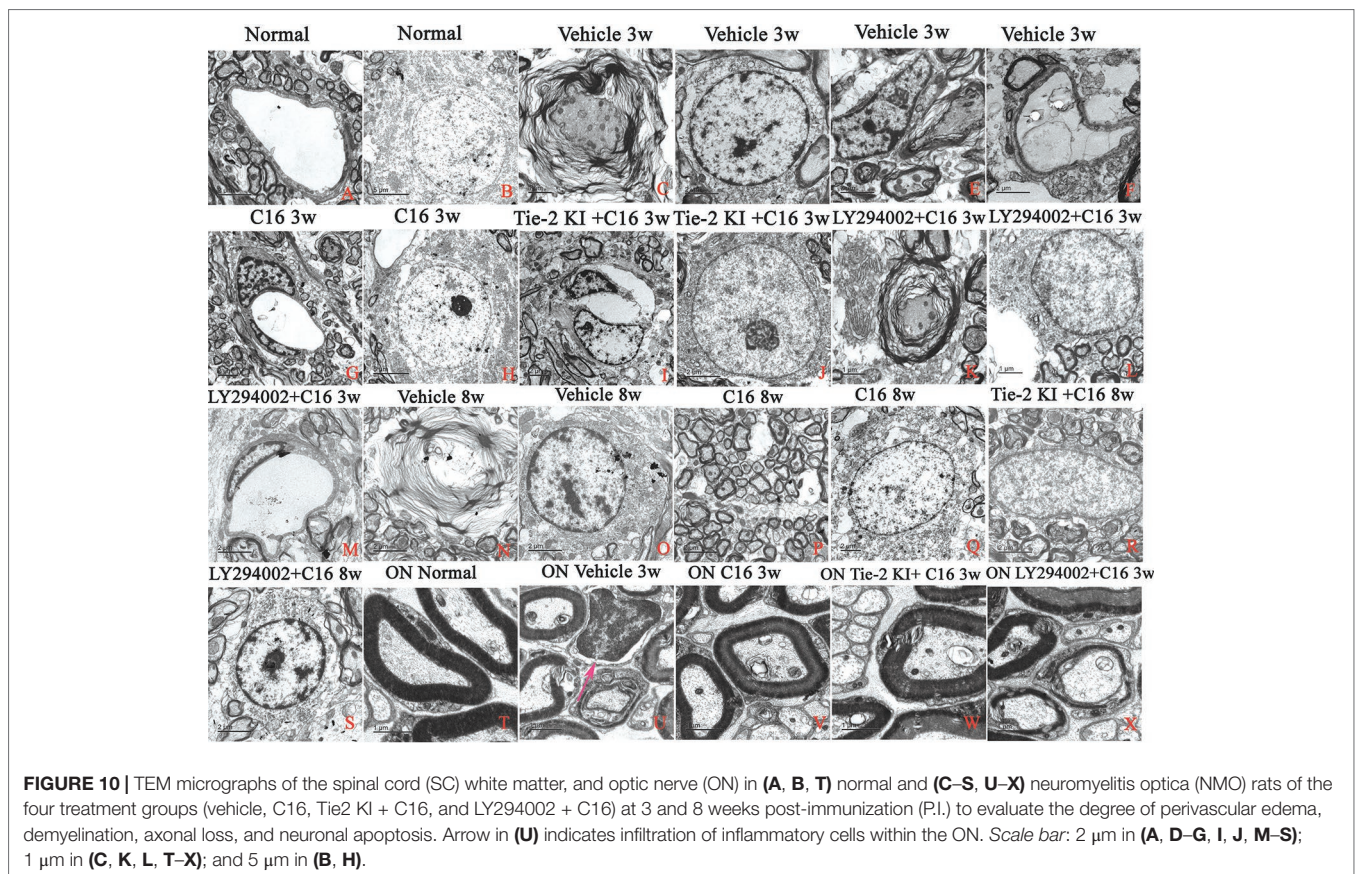 Normal Normal Vehicle 3w Vehicle 3w Vehicle 3w Vehicle 3w
A B C D E F
C16 3w C16 3w Tie-2 KI +C16 3w Tie-2 KI +C16 3w LY294002+C16 3w LY294002+C16 3w
G H I J K L
LY294002+C16 3w Vehicle 8w Vehicle 8w C16 8w C16 8w Tie-2 KI +C16 8w
M N O P Q R
LY294002+C16 8w ON Normal ON Vehicle 3w ON C16 3w ON Tie-2 KI+ C16 3w ON LY294002+C16 3w
S T U V W X
FIGURE 10 | TEM micrographs of the spinal cord (SC) white matter, and optic nerve (ON) in (A, B, T) normal and (C–S, U–X) neuromyelitis optica (NMO) rats of the
four treatment groups (vehicle, C16, Tie2 KI + C16, and LY294002 + C16) at 3 and 8 weeks post-immunization (P.I.) to evaluate the degree of perivascular edema,
demyelination, axonal loss, and neuronal apoptosis. Arrow in (U) indicates infiltration of inflammatory cells within the ON. Scale bar: 2 μm in (A, D–G, I, J, M–S);
1 μm in (C, K, L, T–X); and 5 μm in (B, H).